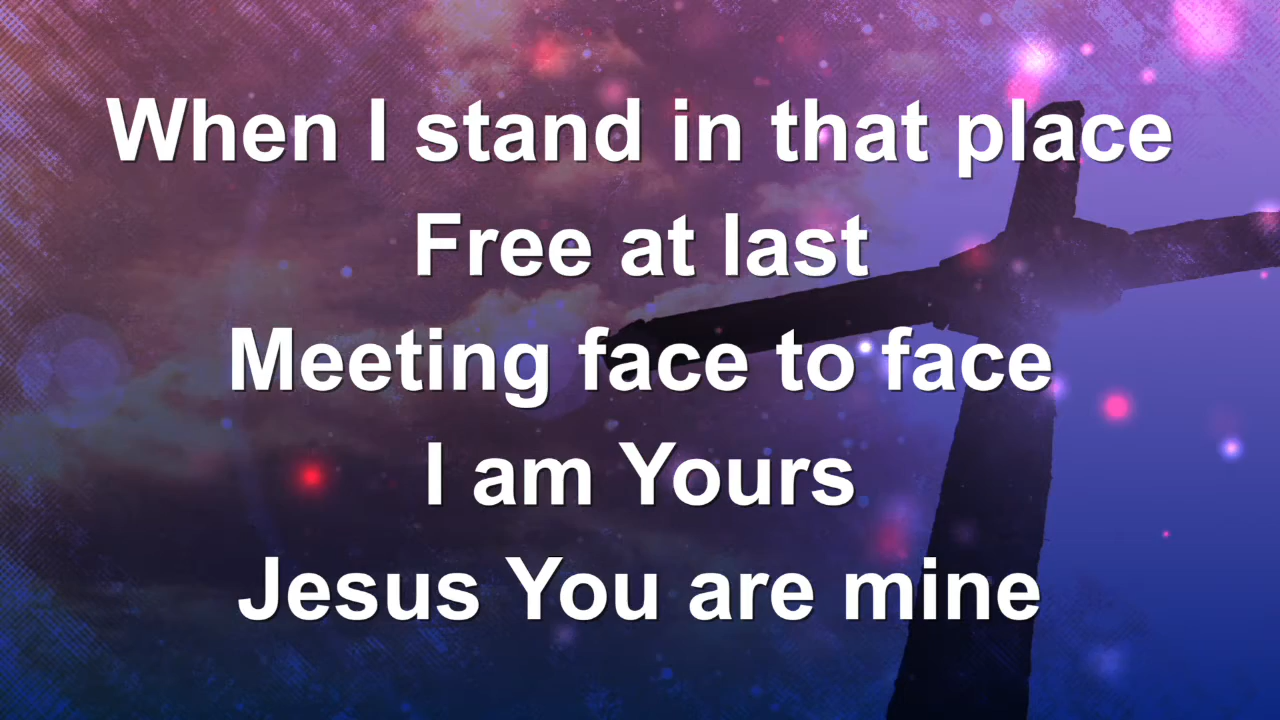 When I stand in that place
Free at last
Meeting face to face
I am Yours
Jesus You are mine